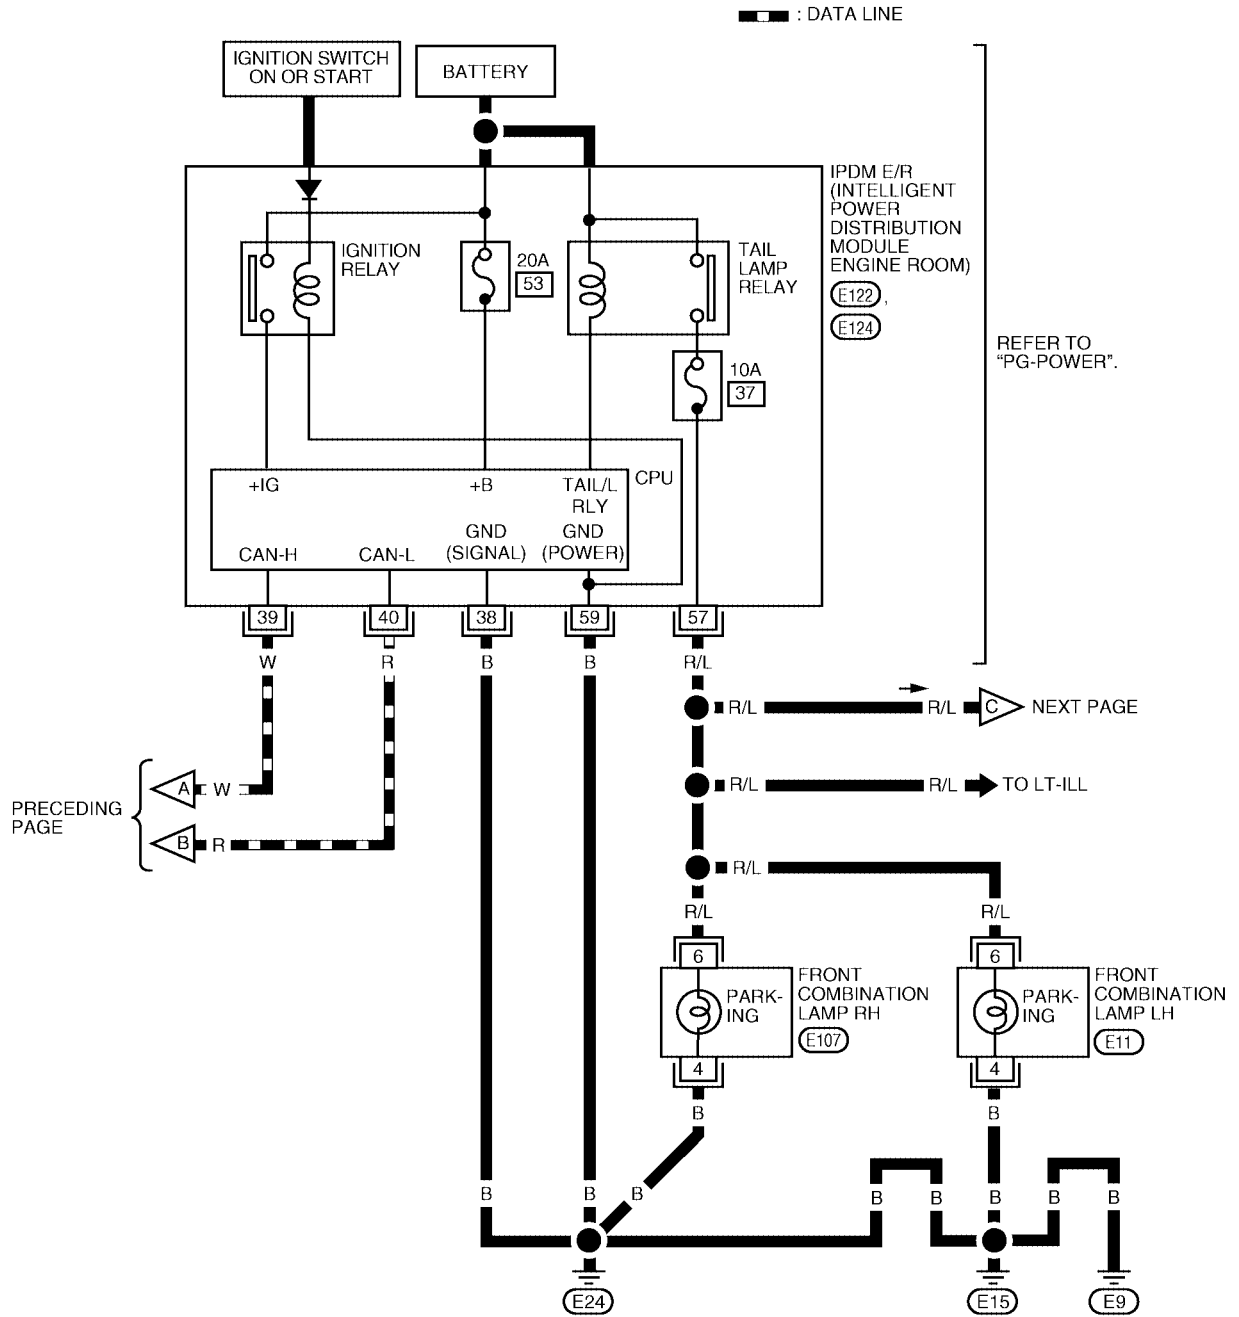 : DATA LINE
IGNITION SWITCH
ON OR START
BATTERY
IPDM E/R
(INTELLIGENT
POWER
DISTRIBUTION
MODULE
ENGINE ROOM)
E122 ,
E124
IGNITION
RELAY
20A
53
TAIL
LAMP
RELAY
10A
37
REFER TO
“PG-POWER”.
CPU
+IG
+B
TAIL/L
RLY
CAN-H
CAN-L
GND
(SIGNAL)
GND
(POWER)
39
40
38
59
57
W
R
B
B
R/L
R/L
R/L
C
NEXT PAGE
R/L
R/L
TO LT-ILL
PRECEDING
PAGE
A
W
B
R
R/L
R/L
R/L
6
6
PARK-
ING
FRONT
COMBINATION
LAMP RH
E107
PARK-
ING
FRONT
COMBINATION
LAMP LH
E11
4
4
B
B
B
B
B
B
B
B
B
B
E24
E15
E9